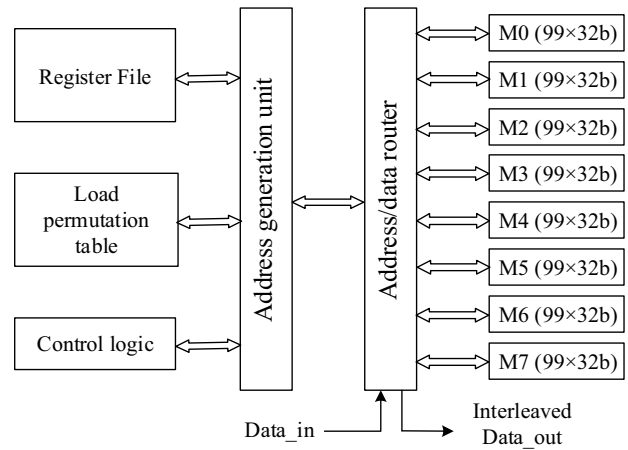 Register File
Load
permutation
table
Control logic
Address generation unit
Address/data router
M0 (99×32b)
M1 (99×32b)
M2 (99×32b)
M3 (99×32b)
M4 (99×32b)
M5 (99×32b)
M6 (99×32b)
M7 (99×32b)
Data_in
Interleaved
Data_out